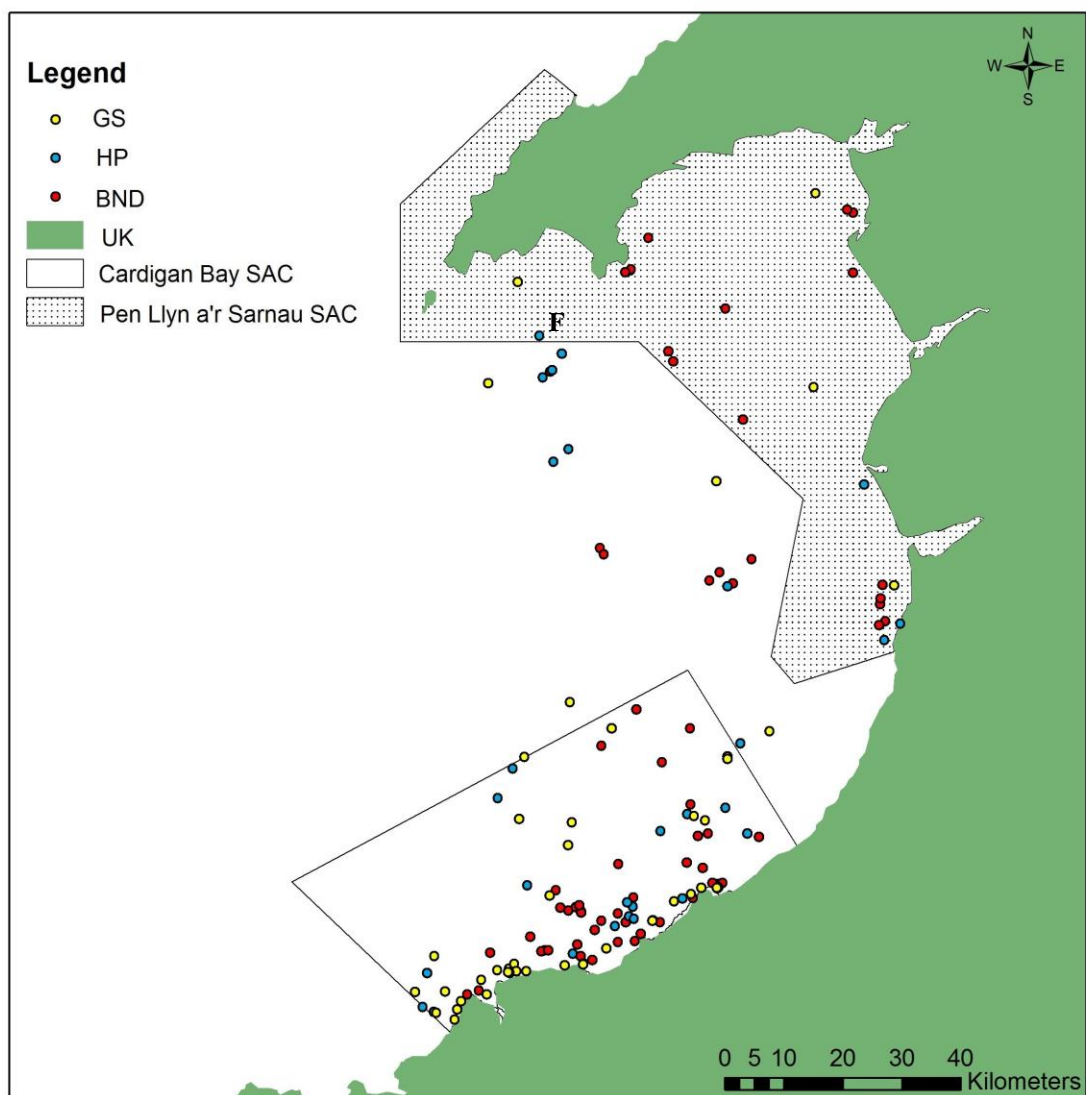 N
W E
S
Legend
GS
HP
BND
UK
Cardigan Bay SAC
Pen Llyn a'r Sarnau SAC
F
0 5 10 20 30 40
Kilometers